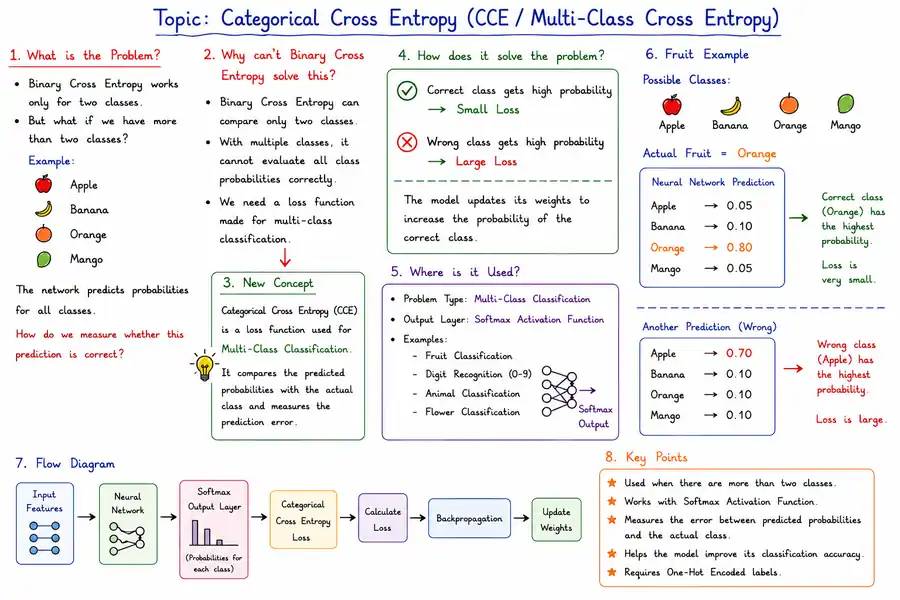 Topic: Categorical Cross Entropy (CCE / Multi-Class Cross Entropy)
1. What is the Problem?
• Binary Cross Entropy works
only for two classes.
• But what if we have more
than two classes?
Example:
Apple
Banana
Orange
Mango
The network predicts probabilities
for all classes.
How do we measure whether this
prediction is correct?
2. Why can't Binary Cross
Entropy solve this?
• Binary Cross Entropy can
compare only two classes.
• With multiple classes, it
cannot evaluate all class
probabilities correctly.
• We need a loss function
made for multi-class
classification.
3. New Concept
Categorical Cross Entropy (CCE)
is a loss function used for
Multi-Class Classification.
It compares the predicted
probabilities with the actual
class and measures the
prediction error.
4. How does it solve the problem?
Correct class gets high probability
→ Small Loss
Wrong class gets high probability
→ Large Loss
The model updates its weights to
increase the probability of the
correct class.
5. Where is it Used?
• Problem Type: Multi-Class Classification
• Output Layer: Softmax Activation Function
• Examples:
- Fruit Classification
- Digit Recognition (0-9)
- Animal Classification
- Flower Classification
Softmax
Output
6. Fruit Example
Possible Classes:
Apple Banana Orange Mango
Actual Fruit = Orange
Neural Network Prediction
Apple → 0.05
Banana → 0.10
Orange → 0.80
Mango → 0.05
Correct class
(Orange) has
the highest
probability.
Loss is
very small.
Another Prediction (Wrong)
Apple → 0.70
Banana → 0.10
Orange → 0.10
Mango → 0.10
Wrong class
(Apple) has
the highest
probability.
Loss is large.
7. Flow Diagram
Input
Features
Neural
Network
Softmax
Output Layer
(Probabilities for
each class)
Categorical
Cross Entropy
Loss
Calculate
Loss
Backpropagation
Update
Weights
8. Key Points
Used when there are more than two classes.
Works with Softmax Activation Function.
Measures the error between predicted probabilities
and the actual class.
Helps the model improve its classification accuracy.
Requires One-Hot Encoded labels.